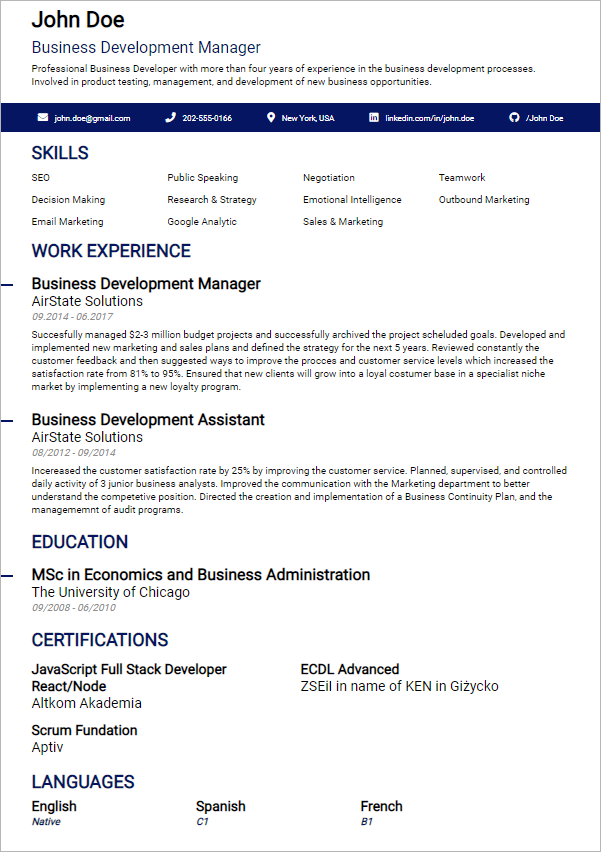 John Doe
Business Development Manager
Professional Business Developer with more than four years of experience in the business development processes.
Involved in product testing, management, and development of new business opportunities.
john.doe@gmail.com 202-555-0166 New York, USA linkedin.com/in/john.doe /John Doe
SKILLS
SEO Public Speaking Negotiation Teamwork
Decision Making Research & Strategy Emotional Intelligence Outbound Marketing
Email Marketing Google Analytic Sales & Marketing
WORK EXPERIENCE
Business Development Manager
AirState Solutions
09.2014 - 06.2017
Succesfully managed $2-3 million budget projects and successfully archived the project scheluded goals. Developed and
implemented new marketing and sales plans and defined the strategy for the next 5 years. Reviewed constantly the
customer feedback and then suggested ways to improve the procces and customer service levels which increased the
satisfaction rate from 81% to 95%. Ensured that new clients will grow into a loyal costumer base in a specialist niche
market by implementing a new loyalty program.
Business Development Assistant
AirState Solutions
08/2012 - 09/2014
Incereased the customer satisfaction rate by 25% by improving the customer service. Planned, supervised, and controlled
daily activity of 3 junior business analysts. Improved the communication with the Marketing department to better
understand the competetive position. Directed the creation and implementation of a Business Continuity Plan, and the
managememnt of audit programs.
EDUCATION
MSc in Economics and Business Administration
The University of Chicago
09/2008 - 06/2010
CERTIFICATIONS
JavaScript Full Stack Developer
React/Node
Altkom Akademia
ECDL Advanced
ZSEiI in name of KEN in Giżycko
Scrum Fundation
Aptiv
LANGUAGES
English Spanish French
Native C1 B1